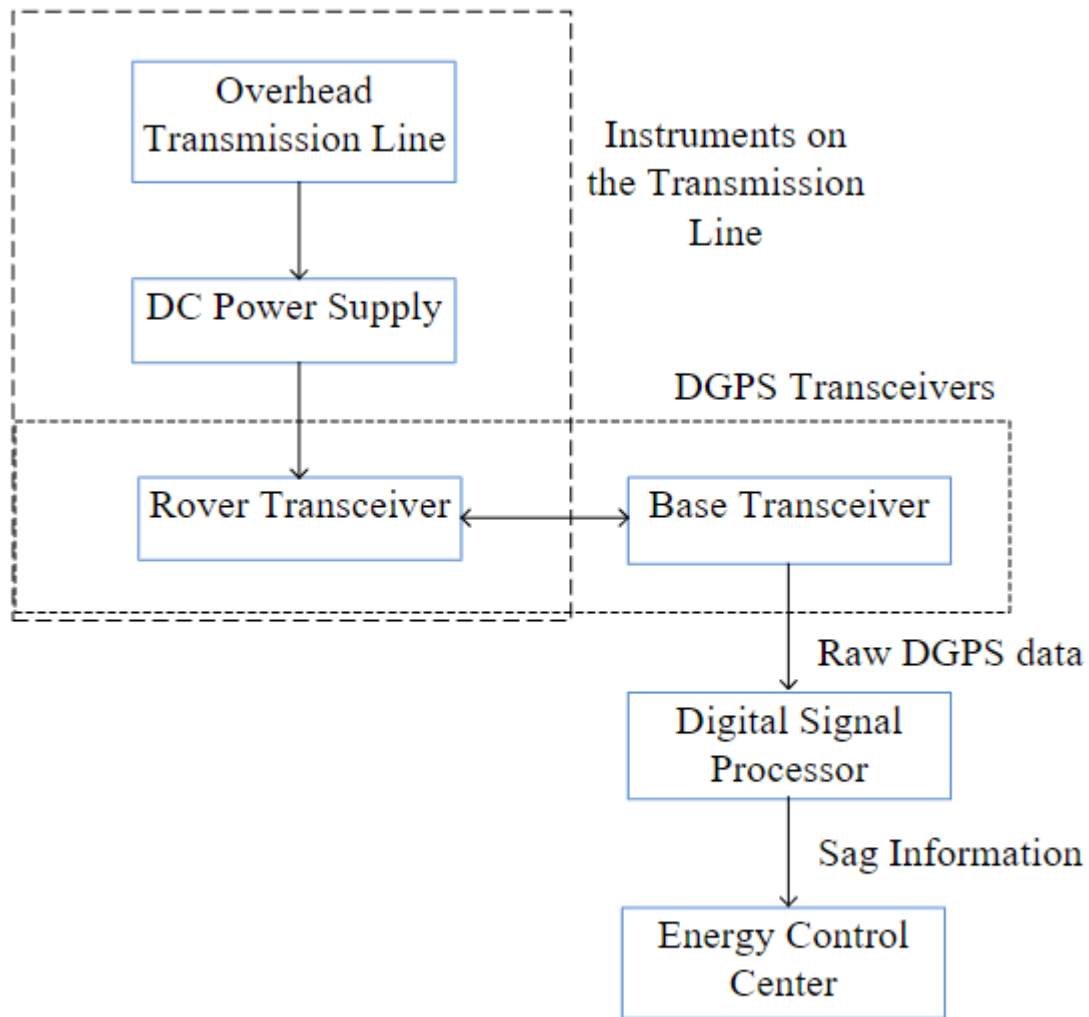 Overhead
Transmission Line
Instruments on
the Transmission
Line
DC Power Supply
DGPS Transceivers
Rover Transceiver
Base Transceiver
Raw DGPS data
Digital Signal
Processor
Sag Information
Energy Control
Center